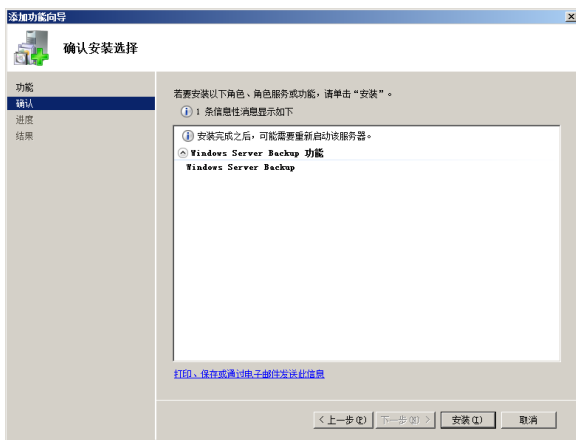 添加功能向导
确认安装选择
功能
确认
进度
结果
若要安装以下角色、角色服务或功能，请单击“安装”。
1 条信息性消息显示如下
安装完成之后，可能需要重新启动该服务器。
Windows Server Backup 功能
Windows Server Backup
打印、保存或通过电子邮件发送此信息
< 上一步(P) 下一步(N) > 安装(I) 取消